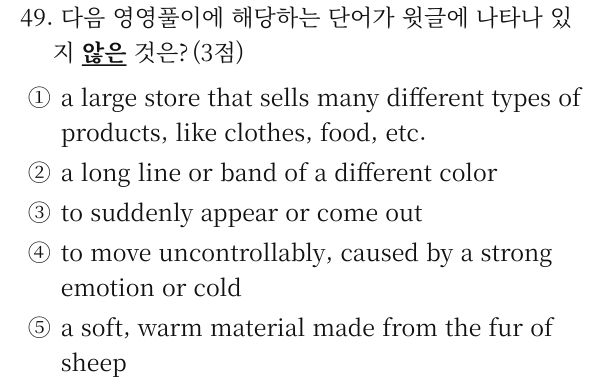 49. 다음 영영풀이에 해당하는 단어가 윗글에 나타나 있
지 않은 것은? (3점)
① a large store that sells many different types of
products, like clothes, food, etc.
② a long line or band of a different color
③ to suddenly appear or come out
④ to move uncontrollably, caused by a strong
emotion or cold
⑤ a soft, warm material made from the fur of
sheep